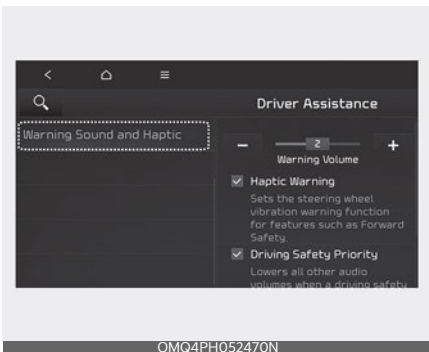 Driver Assistance
Warning Sound and Haptic
2
Warning Volume
Haptic Warning
Sets the steering wheel
vibration warning function
for features such as Forward
Safety.
Driving Safety Priority
Lowers all other audio
volumes when a driving safety
OMQ4PH052470N